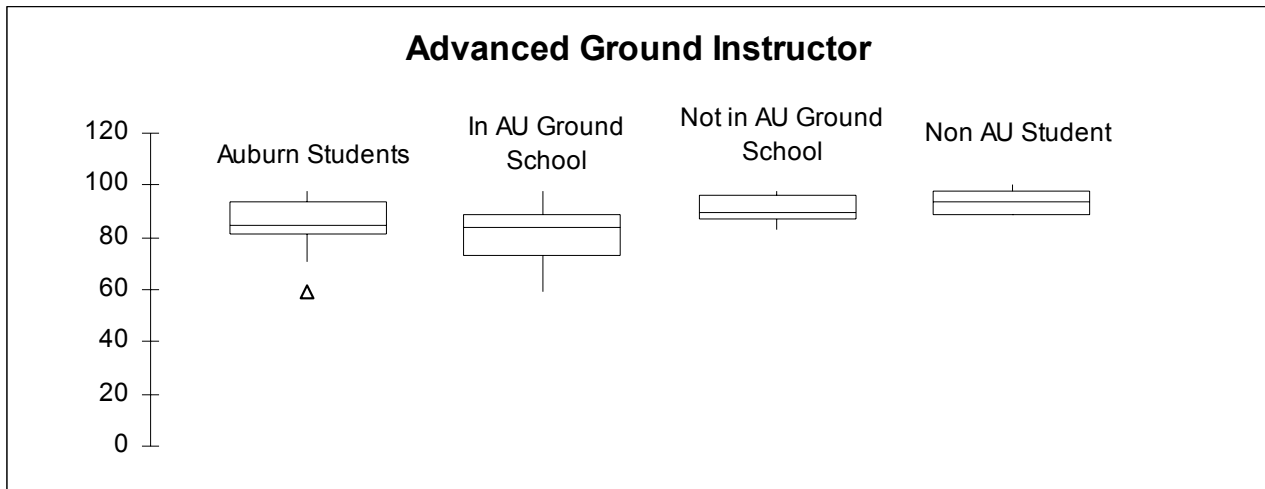 Advanced Ground Instructor
Auburn Students
In AU Ground
School
Not in AU Ground
School
Non AU Student
120
100
80
60
40
20
0